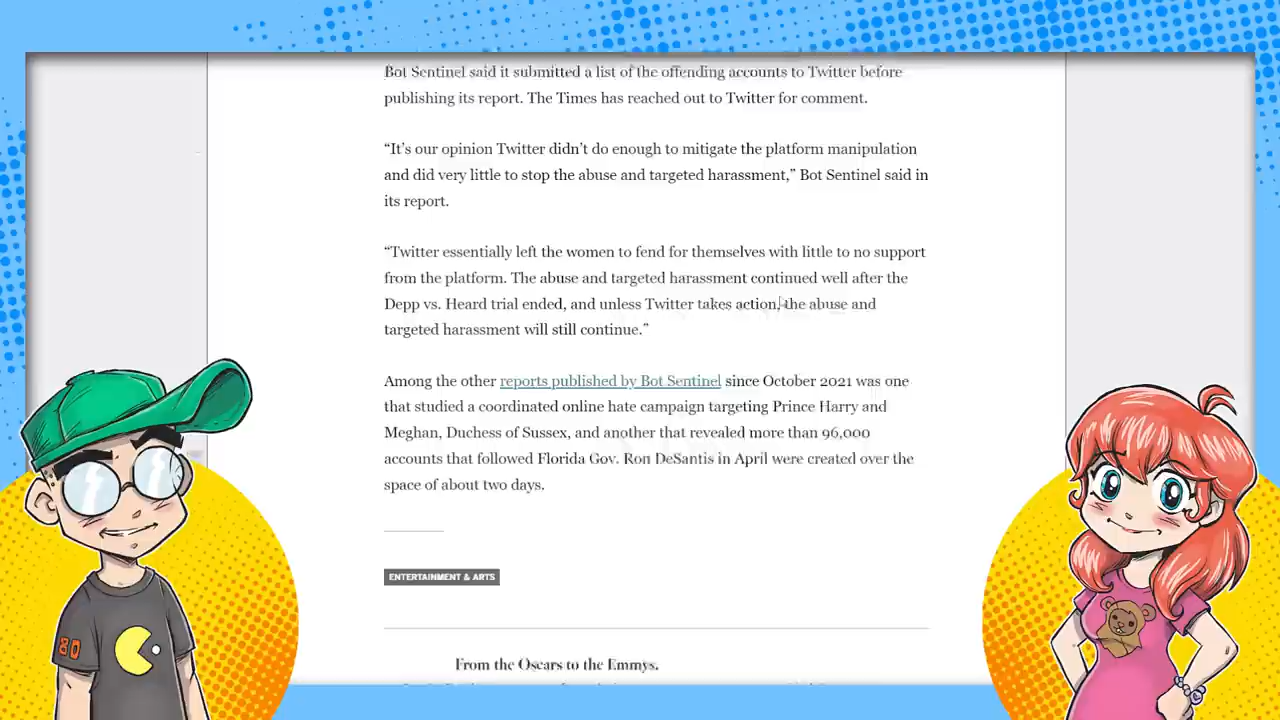 Bot Sentinel said it submitted a list of the offending accounts to Twitter before
publishing its report. The Times has reached out to Twitter for comment.
“It’s our opinion Twitter didn’t do enough to mitigate the platform manipulation
and did very little to stop the abuse and targeted harassment,” Bot Sentinel said in
its report.
“Twitter essentially left the women to fend for themselves with little to no support
from the platform. The abuse and targeted harassment continued well after the
Depp vs. Heard trial ended, and unless Twitter takes action, the abuse and
targeted harassment will still continue.”
Among the other reports published by Bot Sentinel since October 2021 was one
that studied a coordinated online hate campaign targeting Prince Harry and
Meghan, Duchess of Sussex, and another that revealed more than 96,000
accounts that followed Florida Gov. Ron DeSantis in April were created over the
space of about two days.
ENTERTAINMENT & ARTS
From the Oscars to the Emmys.
80